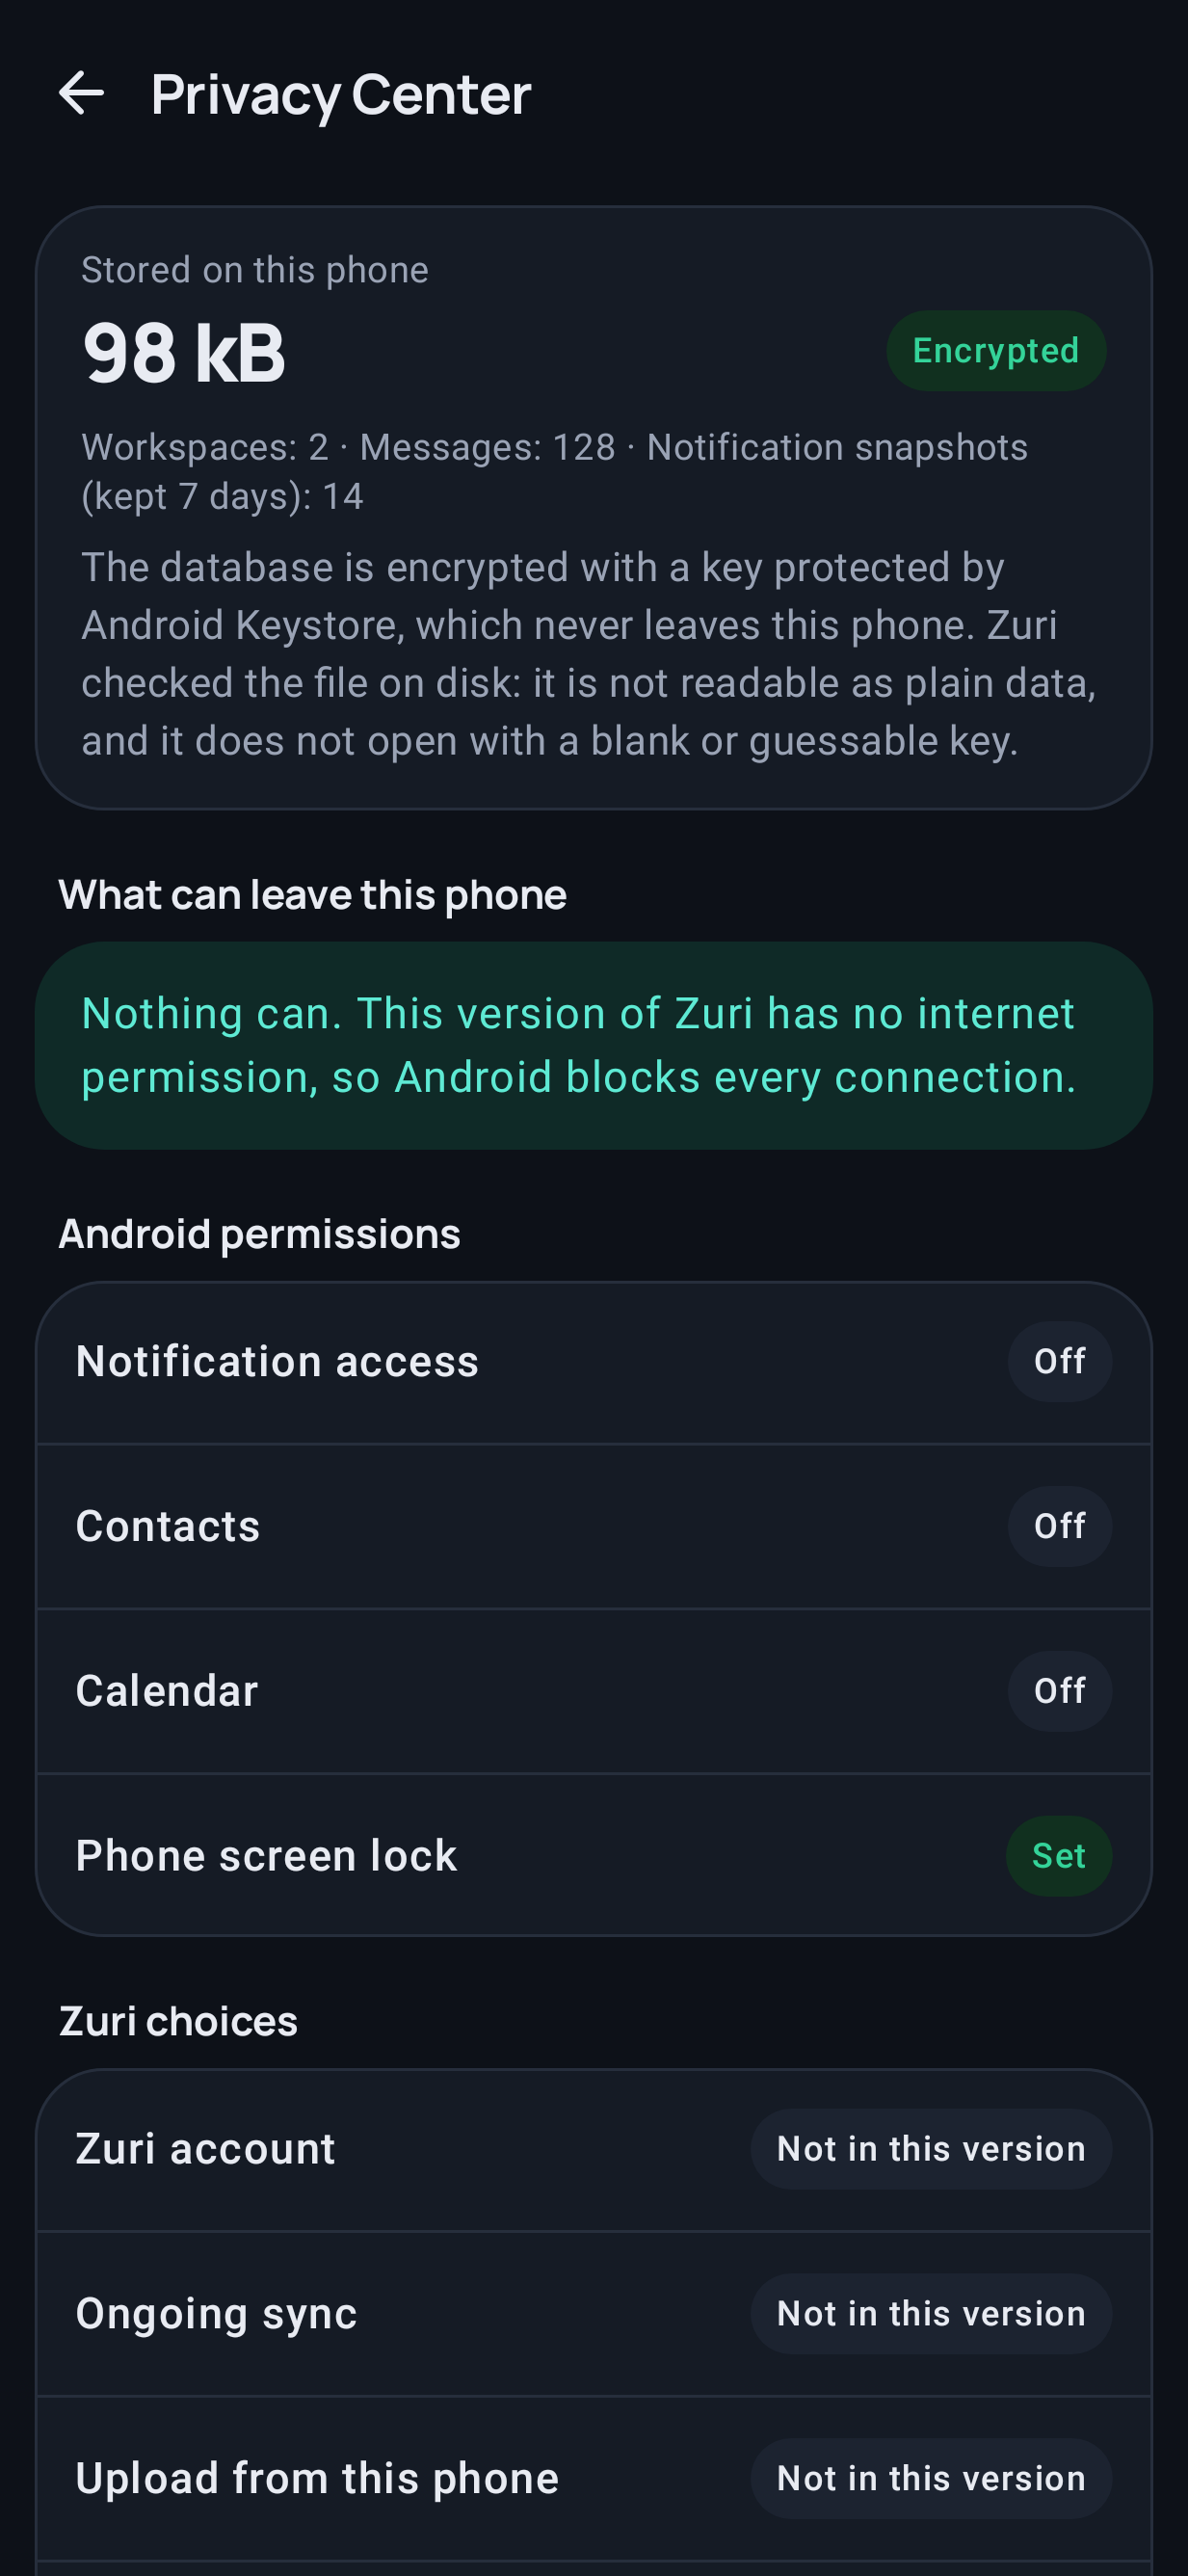 Privacy Center
Stored on this phone
98 kB
Encrypted
Workspaces: 2 · Messages: 128 · Notification snapshots
(kept 7 days): 14
The database is encrypted with a key protected by
Android Keystore, which never leaves this phone. Zuri
checked the file on disk: it is not readable as plain data,
and it does not open with a blank or guessable key.
What can leave this phone
Nothing can. This version of Zuri has no internet
permission, so Android blocks every connection.
Android permissions
Notification access Off
Contacts Off
Calendar Off
Phone screen lock Set
Zuri choices
Zuri account Not in this version
Ongoing sync Not in this version
Upload from this phone Not in this version